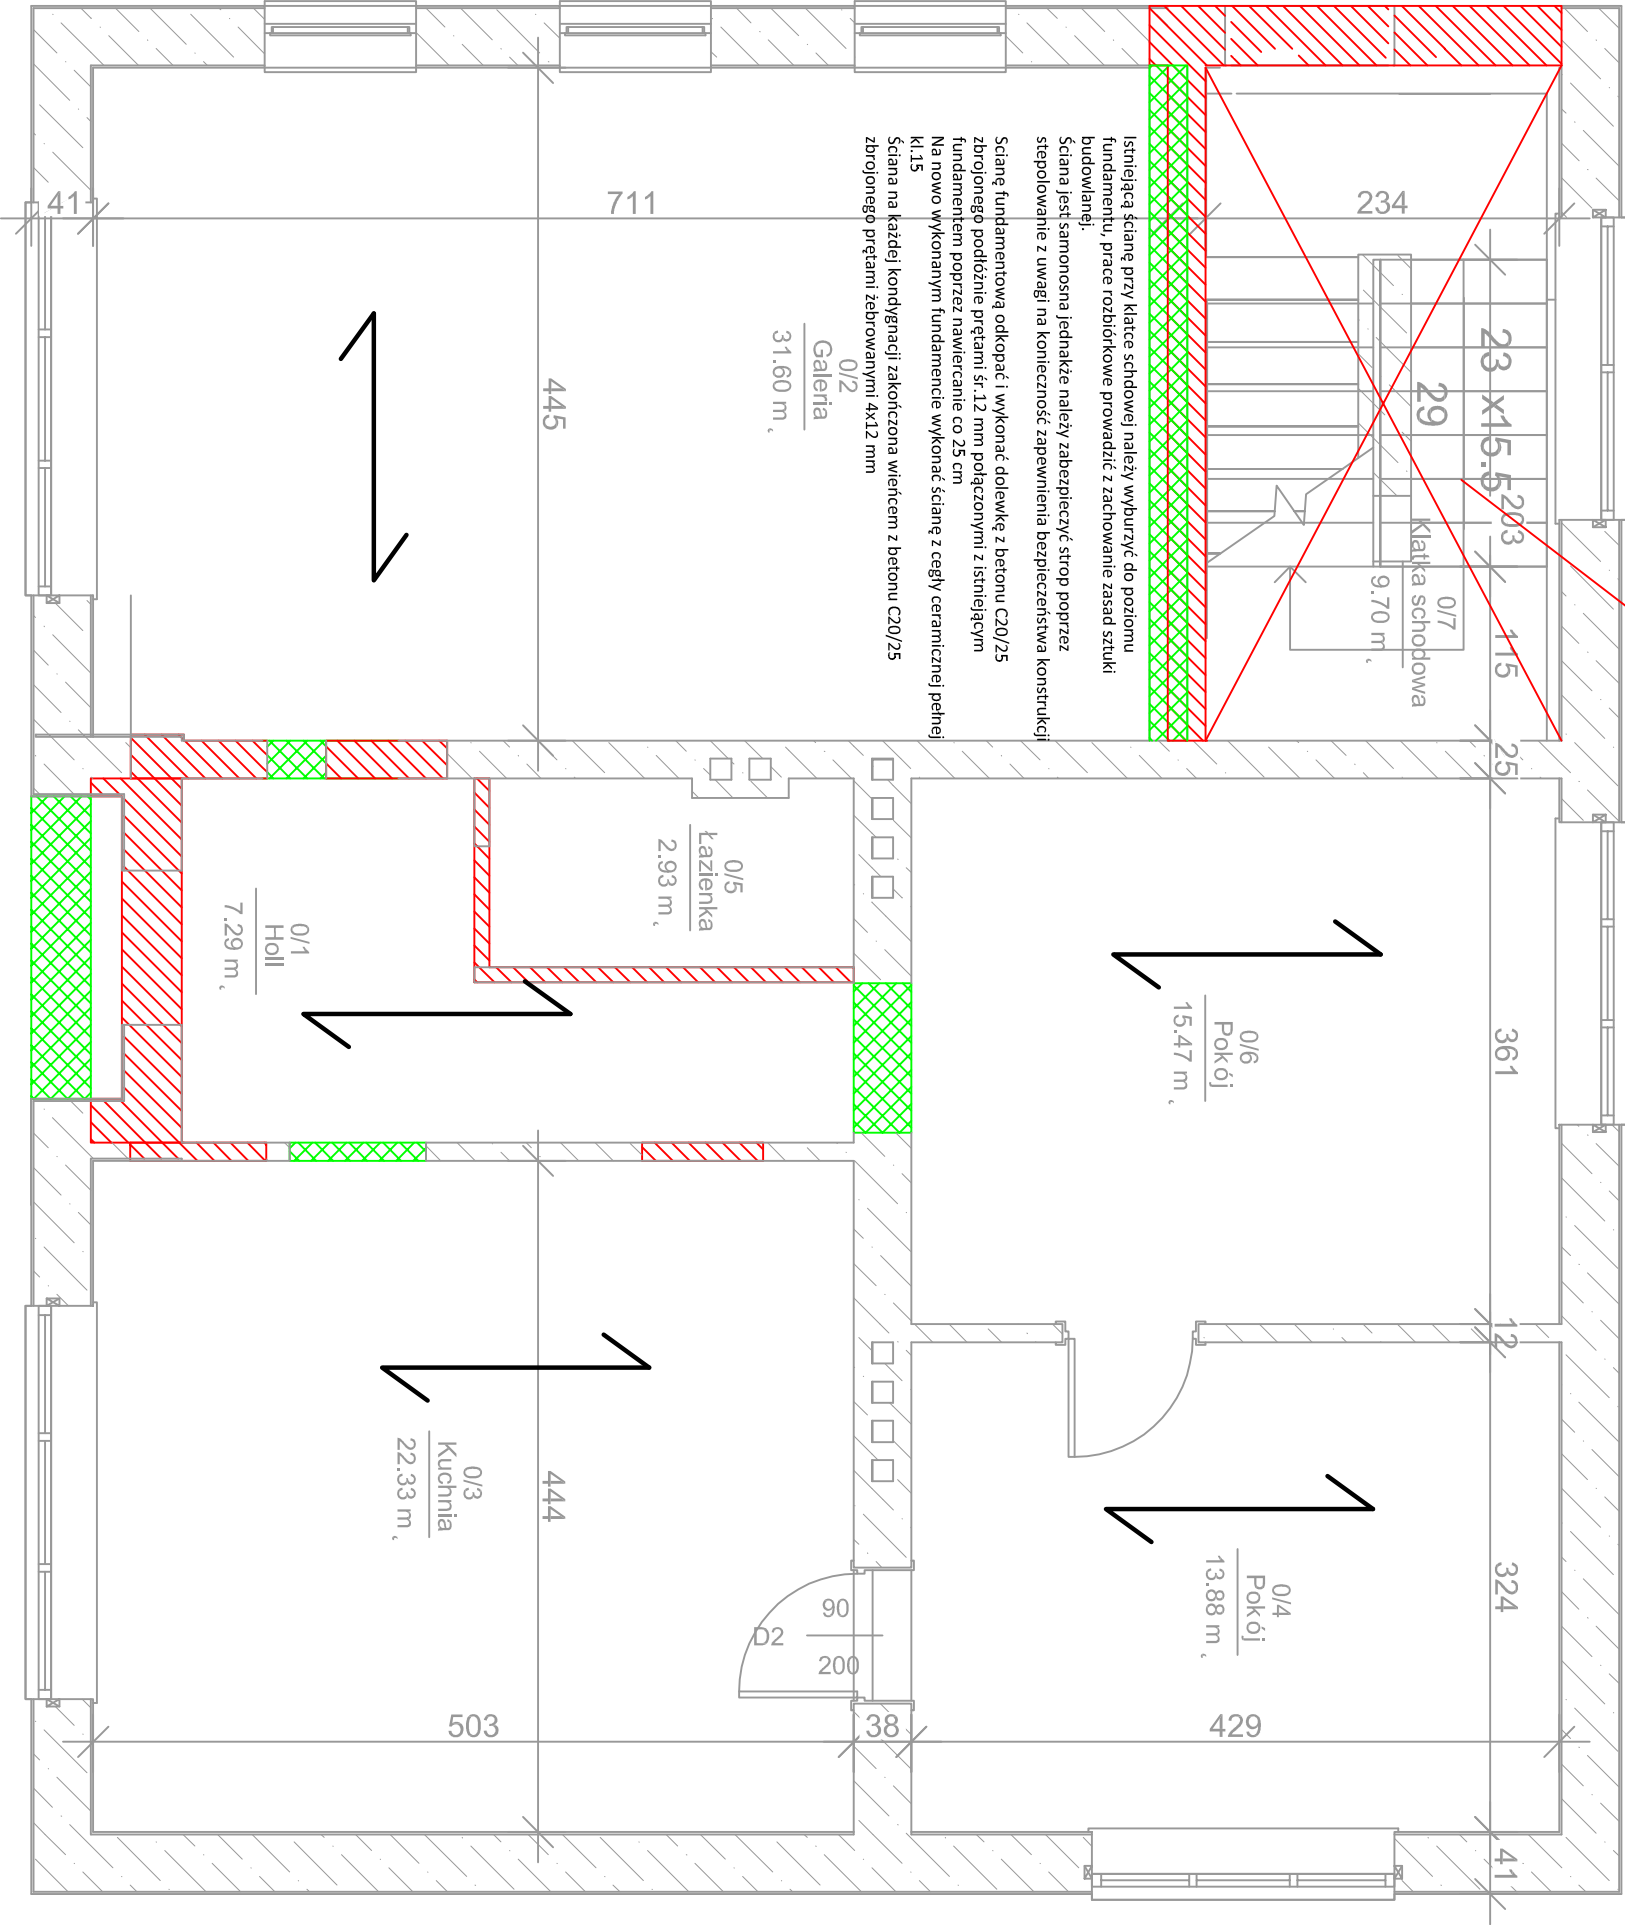 Istniejącą ścianę przy klatce schdowej należy wyburzyć do poziomu
fundamentu, prace rozbiórkowe prowadzić z zachowanie zasad sztuki
budowlanej.
Ściana jest samonosna jednakże należy zabezpieczyć strop poprzez
stepolowanie z uwagi na konieczność zapewnienia bezpieczeństwa konstrukcji
Scianę fundamentową odkopać i wykonać dolewkę z betonu C20/25
zbrojonego podłóżnie prętami śr.12 mm połączonymi z istniejącym
fundamentem poprzez nawiercanie co 25 cm
Na nowo wykonanym fundamencie wykonać ścianę z cegły ceramicznej pełnej
kl.15
Ściana na każdej kondygnacji zakończona wieńcem z betonu C20/25
zbrojonego prętami żebrowanymi 4x12 mm
41
711
234
445
0/2
Galeria
31.60 m
23 x15.5
29
203
0/7
Klatka schodowa
9.70 m
115
25
0/5
Łazienka
2.93 m
0/1
Holl
7.29 m
0/6
Pokój
15.47 m
361
12
0/3
Kuchnia
22.33 m
444
0/4
Pokój
13.88 m
324
90
D2
200
503
38
429
41